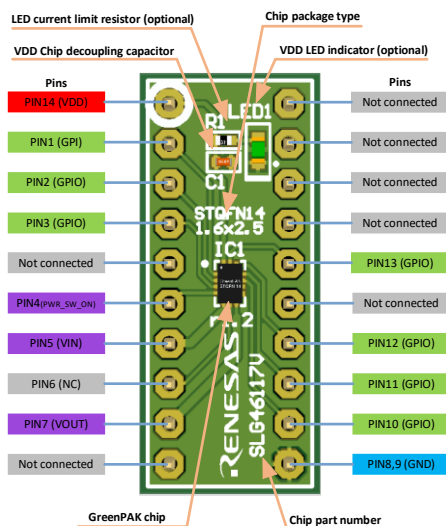 LED current limit resistor (optional)
Chip package type
VDD Chip decoupling capacitor
VDD LED indicator (optional)
Pins
Pins
PIN14 (VDD)
Not connected
PIN1 (GPI)
Not connected
PIN2 (GPIO)
Not connected
PIN3 (GPIO)
Not connected
Not connected
PIN13 (GPIO)
PIN4(PWR_SW_ON)
Not connected
PIN5 (VIN)
PIN12 (GPIO)
PIN6 (NC)
PIN11 (GPIO)
PIN7 (VOUT)
PIN10 (GPIO)
Not connected
PIN8,9 (GND)
LED1
R1
C1
STQFN14
1.6x2.5
IC1
RENESAS
SLG46117V
GreenPAK chip
Chip part number